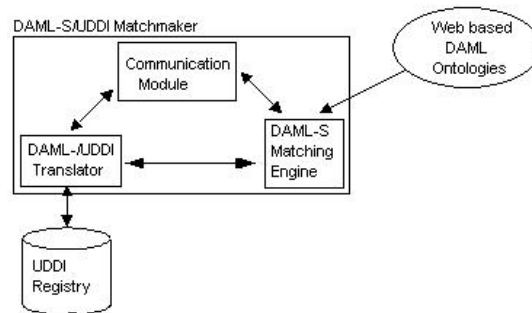 DAML-S/UDDI Matchmaker
Web based
DAML
Ontologies
Communication
Module
DAML-/UDDI
Translator
DAML-S
Matching
Engine
UDDI
Registry